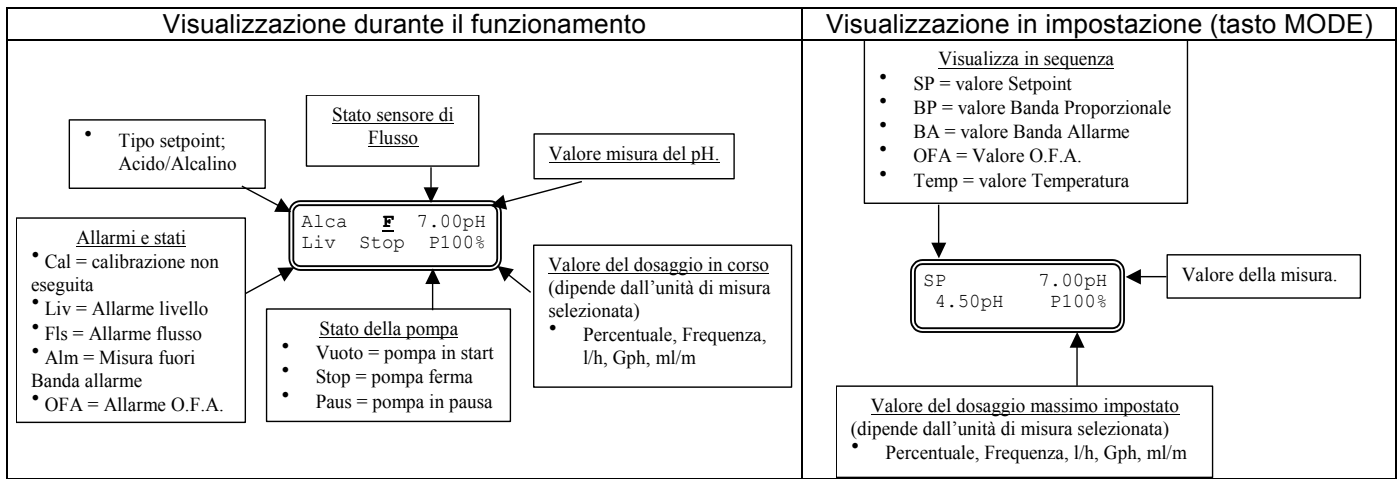 Visualizzazione durante il funzionamento
Visualizzazione in impostazione (tasto MODE)
• Tipo setpoint;
Acido/Alcalino
Stato sensore di
Flusso
Valore misura del pH.
Alca F 7.00pH
Liv Stop P100%
Allarmi e stati
• Cal = calibrazione non
eseguita
• Liv = Allarme livello
• Fls = Allarme flusso
• Alm = Misura fuori
Banda allarme
• OFA = Allarme O.F.A.
Stato della pompa
• Vuoto = pompa in start
• Stop = pompa ferma
• Paus = pompa in pausa
Valore del dosaggio in corso
(dipende dall’unità di misura
selezionata)
• Percentuale, Frequenza,
l/h, Gph, ml/m
Visualizza in sequenza
• SP = valore Setpoint
• BP = valore Banda Proporzionale
• BA = valore Banda Allarme
• OFA = Valore O.F.A.
• Temp = valore Temperatura
SP 7.00pH
4.50pH P100%
Valore della misura.
Valore del dosaggio massimo impostato
(dipende dall’unità di misura selezionata)
• Percentuale, Frequenza, l/h, Gph, ml/m